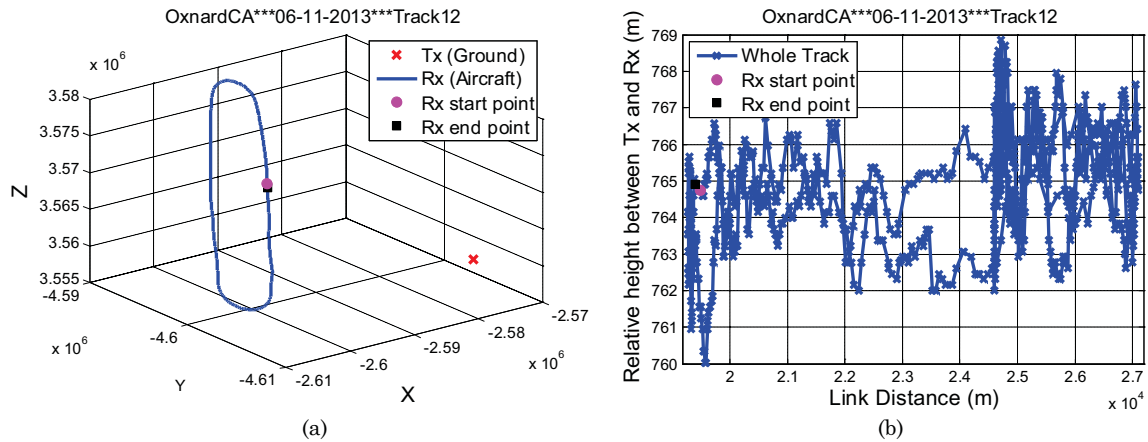 OxnardCA***06-11-2013***Track12
x 10^6
3.58
3.575
3.57
3.565
3.56
3.555
Z
-4.59
-4.6
-4.61
x 10^6
Y
-2.61
-2.6
-2.59
-2.58
-2.57
x 10^6
X
Tx (Ground)
Rx (Aircraft)
Rx start point
Rx end point
(a)
OxnardCA***06-11-2013***Track12
Relative height between Tx and Rx (m)
769
768
767
766
765
764
763
762
761
760
Whole Track
Rx start point
Rx end point
2
2.1
2.2
2.3
2.4
2.5
2.6
2.7
x 10^4
Link Distance (m)
(b)